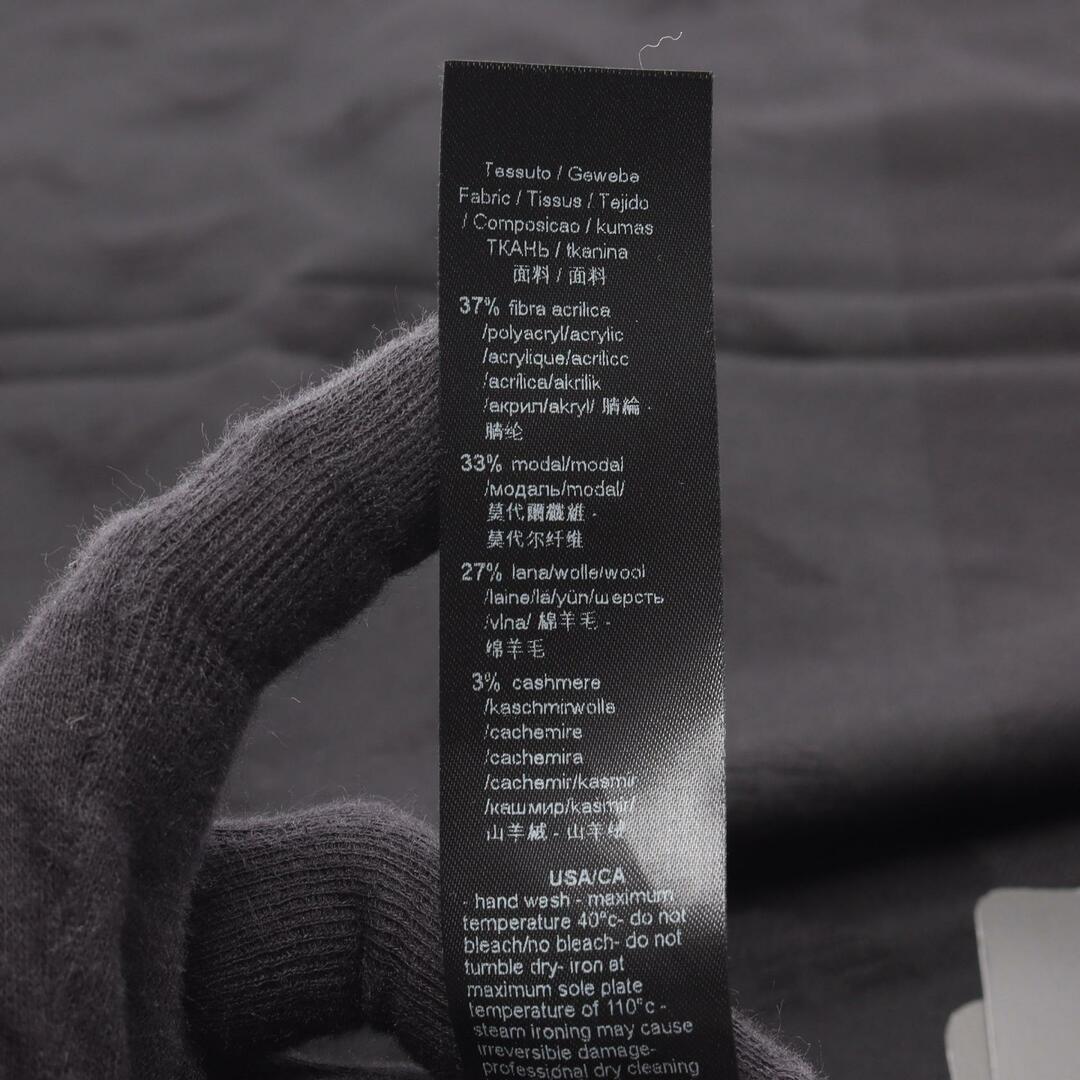 Tessuto / Gewebe
Fabric / Tissus / Tejido
/ Composicao / kumas
ТКАНЬ / tkanina
面料 / 面料
37% fibra acrilica
/polyacryl/acrylic
/acrylique/acrilicc
/acrílica/akrilik
/акрил/akryl/ 腈綸 -
腈纶
33% modal/modal
/модаль/modal/
莫代爾纖維 -
莫代尔纤维
27% lana/wolle/wool
/laine/lã/yün/шерсть
/vlna/ 綿羊毛 -
绵羊毛
3% cashmere
/kaschmirwolle
/cachemire
/cachemira
/cachemir/kasmir
/кашмир/kasmir/
山羊絨 - 山羊绒
USA/CA
- hand wash - maximum
temperature 40°c- do not
bleach/no bleach- do not
tumble dry- iron at
maximum sole plate
temperature of 110°c -
steam ironing may cause
irreversible damage-
professional dry cleaning